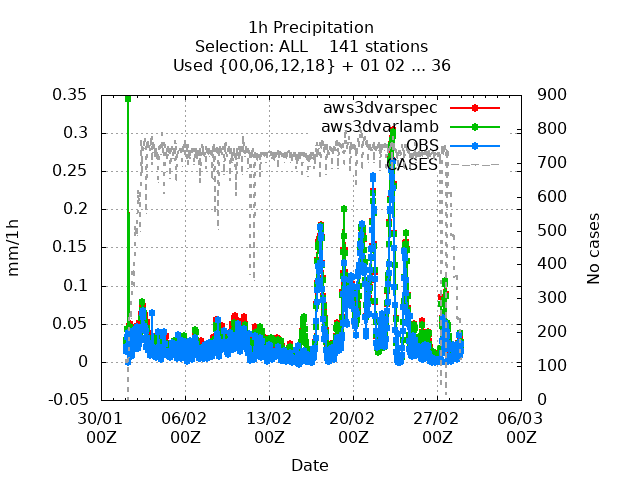 1h Precipitation
Selection: ALL    141 stations
Used {00,06,12,18} + 01 02 ... 36
aws3dvarspec
aws3dvarlamb
OBS
CASES
mm/1h
0.35
0.3
0.25
0.2
0.15
0.1
0.05
0
-0.05
900
800
700
600
500
400
300
200
100
0
No cases
30/01 06/02 13/02 20/02 27/02 06/03
00Z 00Z 00Z 00Z 00Z 00Z
Date